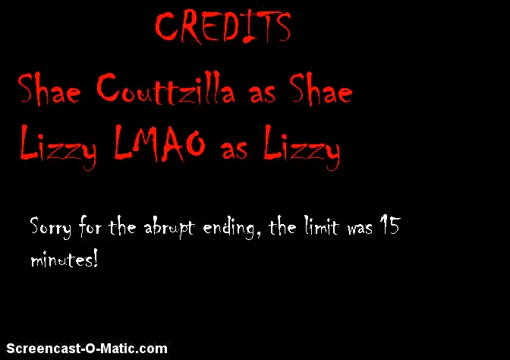 CREDITS
Shae Couttzilla as Shae
Lizzy LMAO as Lizzy
Sorry for the abrupt ending, the limit was 15
minutes!
Screencast-O-Matic.com